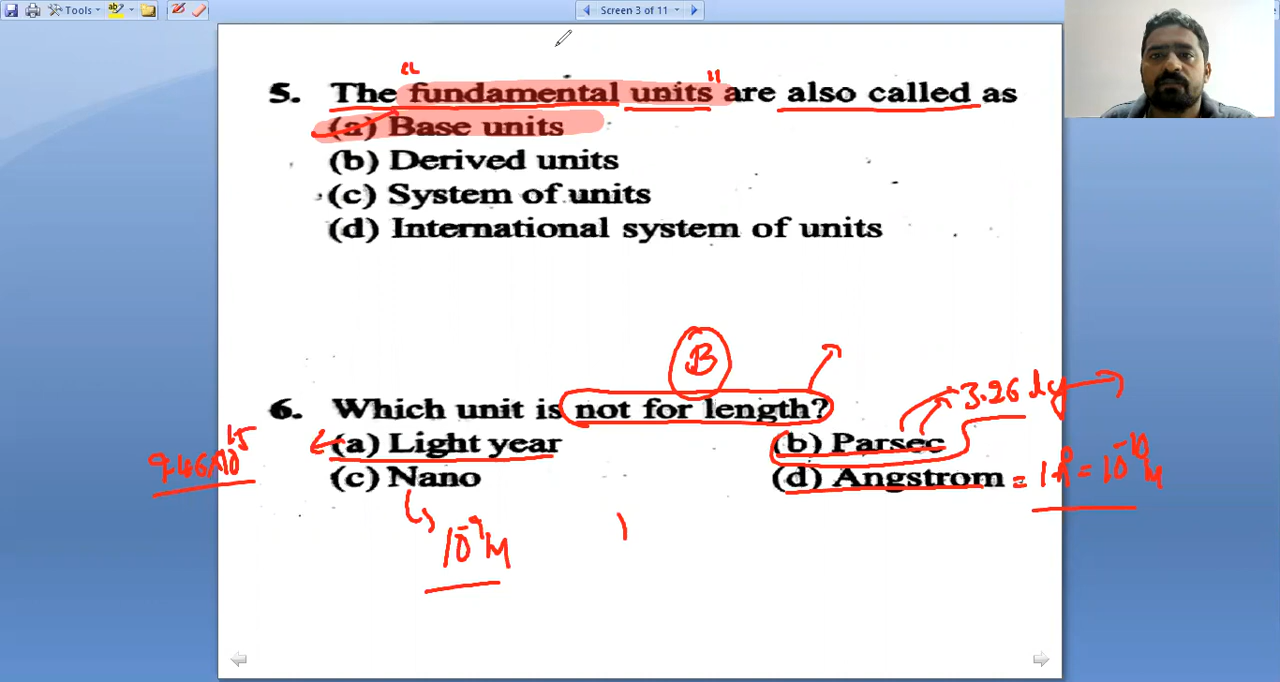 Tools
Screen 3 of 11
5. The "fundamental units" are also called as
(a) Base units
(b) Derived units
(c) System of units
(d) International system of units
B
3.26 ly
6. Which unit is not for length?
(a) Light year (b) Parsec
9.46×10^15
(c) Nano (d) Angstrom = 1Å = 10^-10 M
10^-9 M